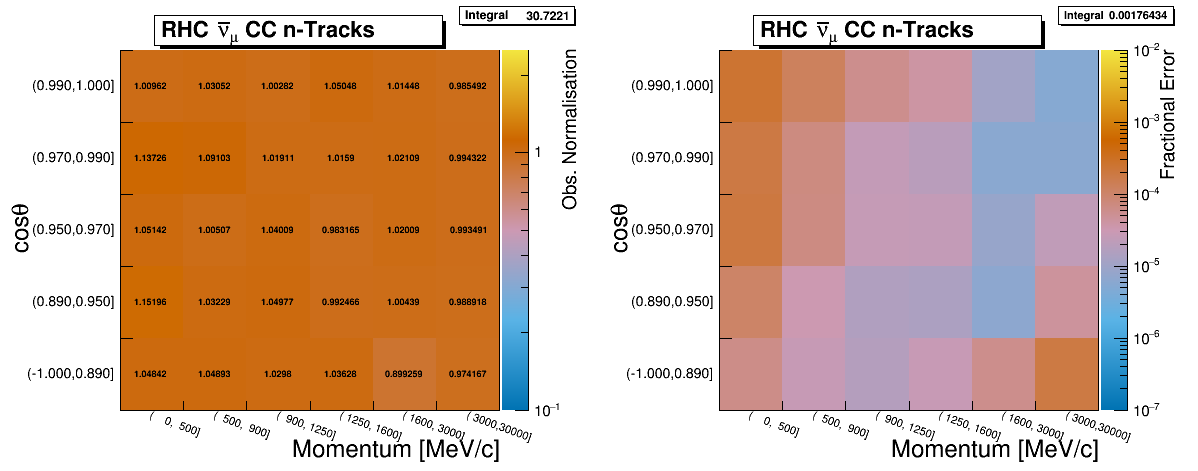 Integral 30.7221
RHC ν̅μ CC n-Tracks
(0.990,1.000] 1.00962 1.03052 1.00282 1.05048 1.01448 0.985492
(0.970,0.990] 1.13726 1.09103 1.01911 1.0159 1.02109 0.994322
(0.950,0.970] 1.05142 1.00507 1.04009 0.983165 1.02009 0.993491
(0.890,0.950] 1.15196 1.03229 1.04977 0.992466 1.00439 0.988918
(-1.000,0.890] 1.04842 1.04893 1.0298 1.03628 0.899259 0.974167
cosθ
( 0, 500] ( 500, 900] ( 900, 1250] (1250, 1600] (1600, 3000] (3000,30000]
Momentum [MeV/c]
1
10⁻¹
Obs. Normalisation
Integral 0.00176434
RHC ν̅μ CC n-Tracks
(0.990,1.000]
(0.970,0.990]
(0.950,0.970]
(0.890,0.950]
(-1.000,0.890]
cosθ
( 0, 500] ( 500, 900] ( 900, 1250] (1250, 1600] (1600, 3000] (3000,30000]
Momentum [MeV/c]
10⁻²
10⁻³
10⁻⁴
10⁻⁵
10⁻⁶
10⁻⁷
Fractional Error